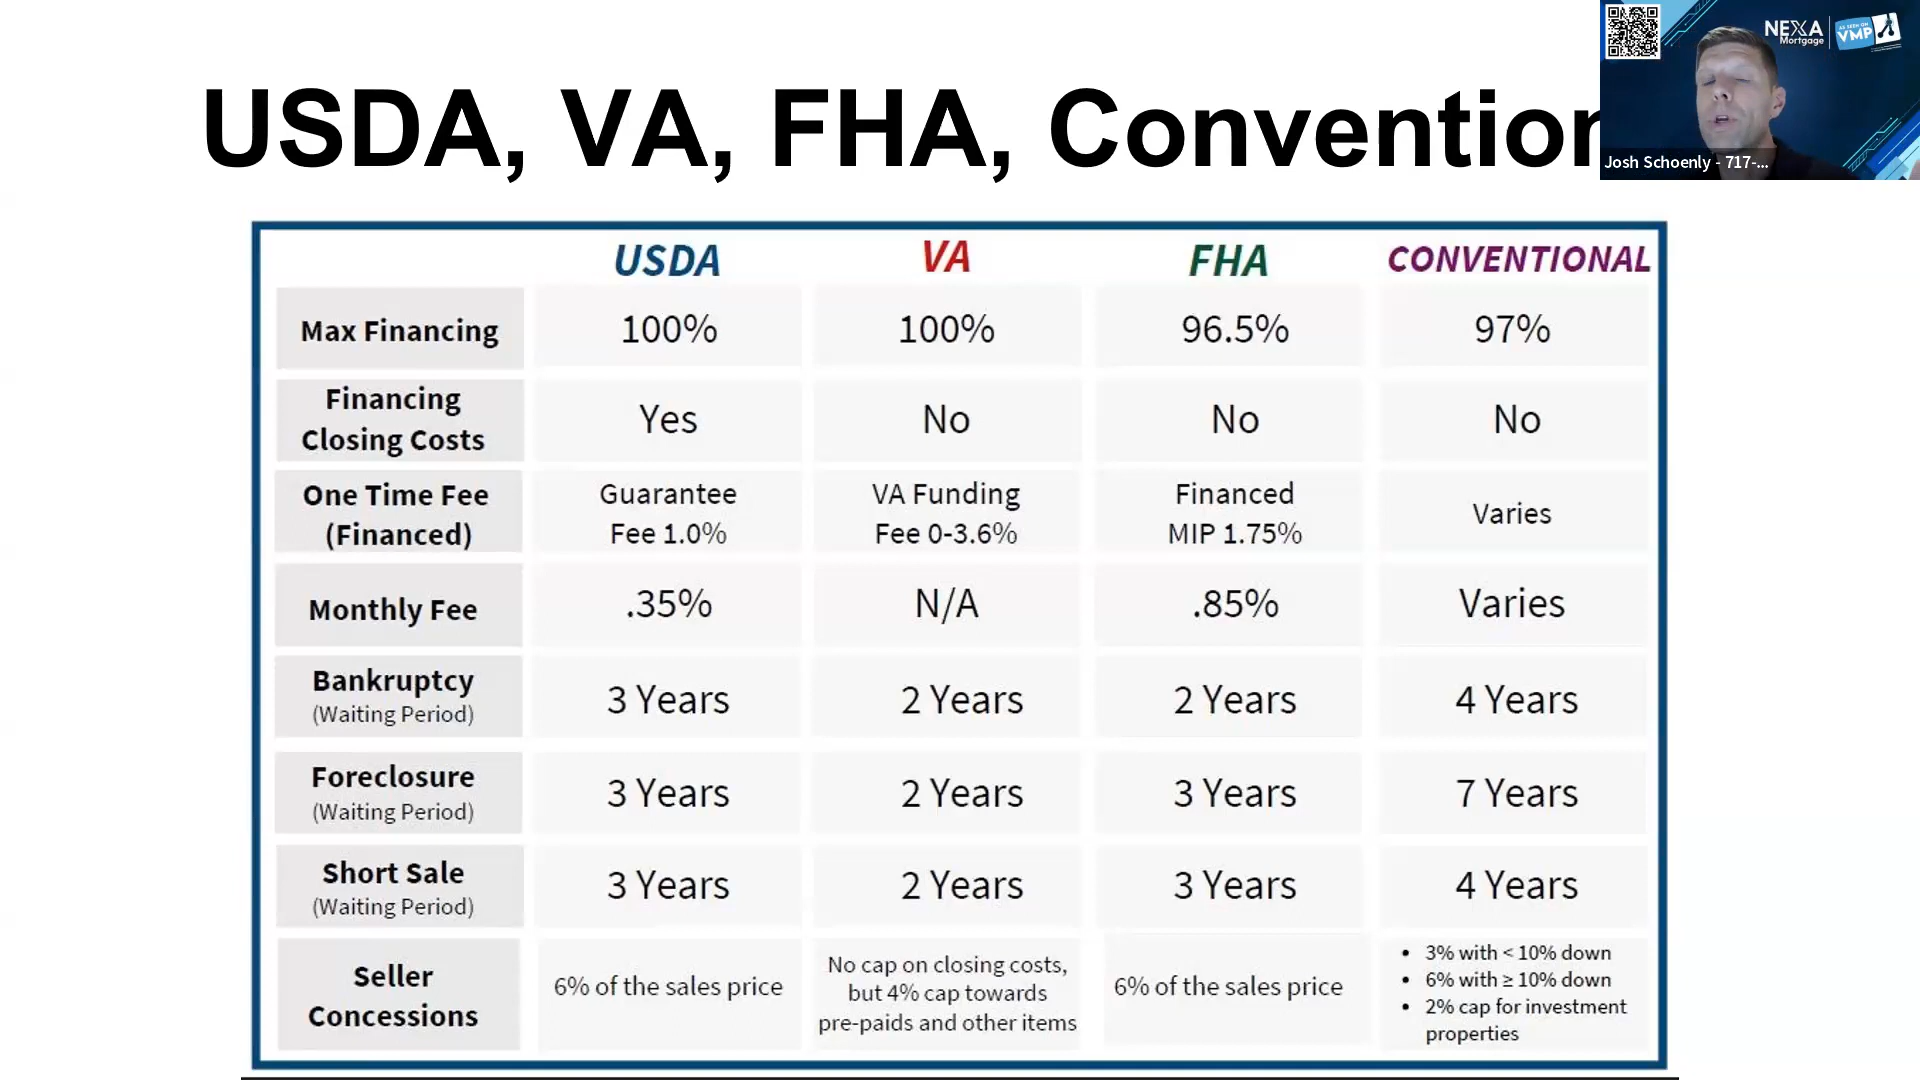 USDA, VA, FHA, Convention
NEXA
Mortgage
AS SEEN ON
VMP
Josh Schoenly - 717-...
USDA VA FHA CONVENTIONAL
Max Financing 100% 100% 96.5% 97%
Financing
Closing Costs Yes No No No
One Time Fee
(Financed)
Guarantee
Fee 1.0%
VA Funding
Fee 0-3.6%
Financed
MIP 1.75%
Varies
Monthly Fee .35% N/A .85% Varies
Bankruptcy
(Waiting Period)
3 Years 2 Years 2 Years 4 Years
Foreclosure
(Waiting Period)
3 Years 2 Years 3 Years 7 Years
Short Sale
(Waiting Period)
3 Years 2 Years 3 Years 4 Years
Seller
Concessions
6% of the sales price
No cap on closing costs,
but 4% cap towards
pre-paids and other items
6% of the sales price
• 3% with < 10% down
• 6% with ≥ 10% down
• 2% cap for investment
properties